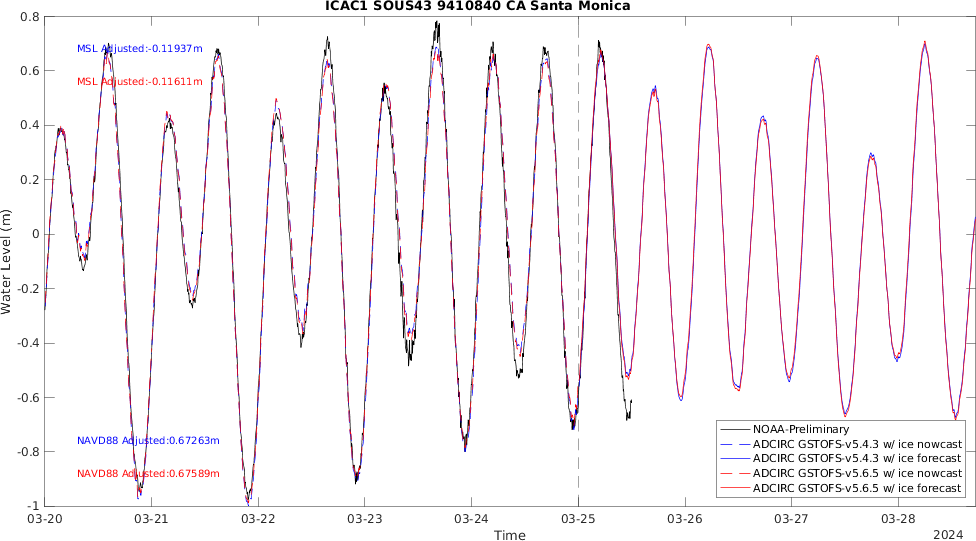 ICAC1 SOUS43 9410840 CA Santa Monica
0.8
0.6
0.4
0.2
0
-0.2
-0.4
-0.6
-0.8
-1
Water Level (m)
MSL Adjusted:-0.11937m
MSL Adjusted:-0.11611m
NAVD88 Adjusted:0.67263m
NAVD88 Adjusted:0.67589m
NOAA-Preliminary
ADCIRC GSTOFS-v5.4.3 w/ ice nowcast
ADCIRC GSTOFS-v5.4.3 w/ ice forecast
ADCIRC GSTOFS-v5.6.5 w/ ice nowcast
ADCIRC GSTOFS-v5.6.5 w/ ice forecast
03-20 03-21 03-22 03-23 03-24 03-25 03-26 03-27 03-28
Time
2024